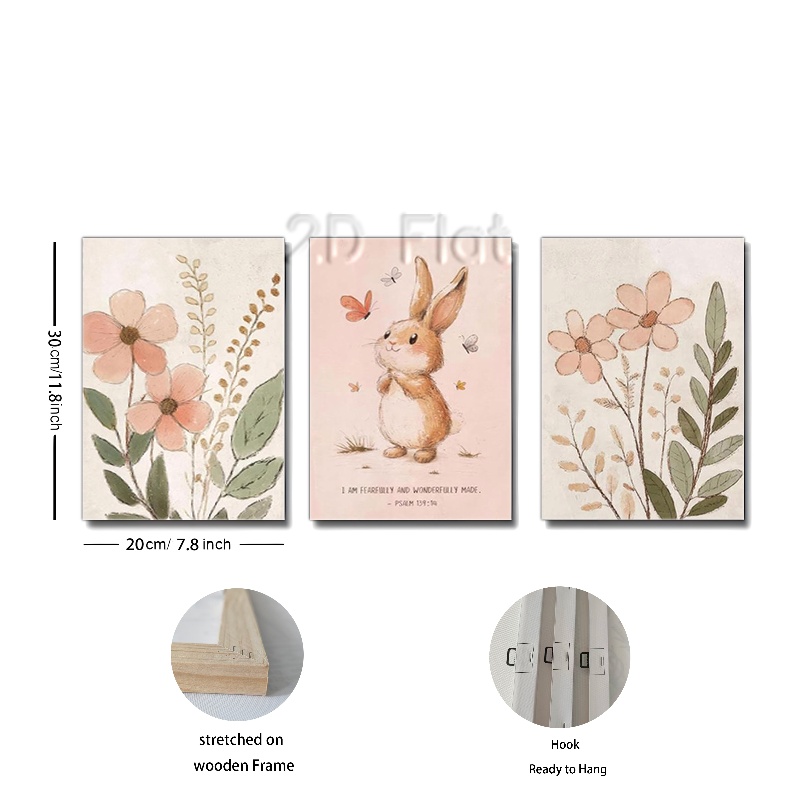 2D Flat
30cm/11.8inch
I AM FEARFULLY AND WONDERFULLY MADE.
– PSALM 139:14
20cm/ 7.8 inch
stretched on
wooden Frame
Hook
Ready to Hang